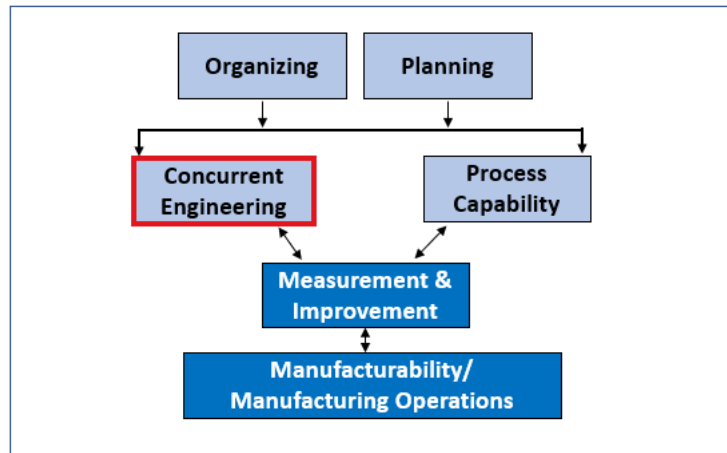 Organizing
Planning
Concurrent
Engineering
Process
Capability
Measurement &
Improvement
Manufacturability/
Manufacturing Operations